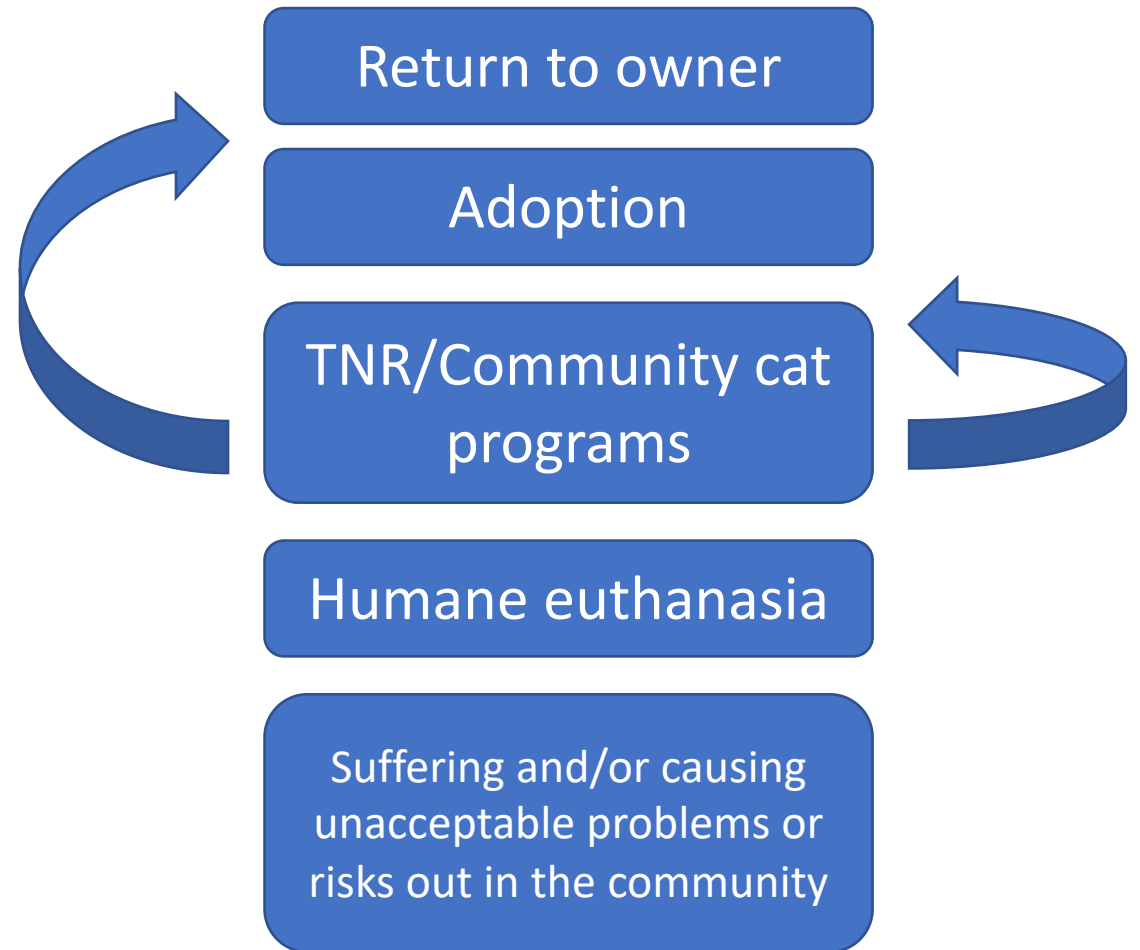 Return to owner
Adoption
TNR/Community cat
programs
Humane euthanasia
Suffering and/or causing
unacceptable problems or
risks out in the community